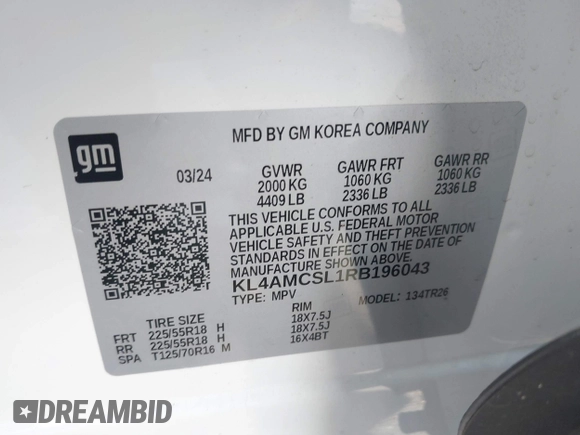 gm
MFD BY GM KOREA COMPANY
03/24
GVWR GAWR FRT GAWR RR
2000 KG 1060 KG 1060 KG
4409 LB 2336 LB 2336 LB
THIS VEHICLE CONFORMS TO ALL
APPLICABLE U.S. FEDERAL MOTOR
VEHICLE SAFETY AND THEFT PREVENTION
STANDARDS IN EFFECT ON THE DATE OF
KL4AMCSL1RB196043
TYPE: MPV MODEL: 134TR26
TIRE SIZE RIM
FRT 225/55R18 H 18X7.5J
RR 225/55R18 H 18X7.5J
SPA T125/70R16 M 16X4BT
DREAMBID